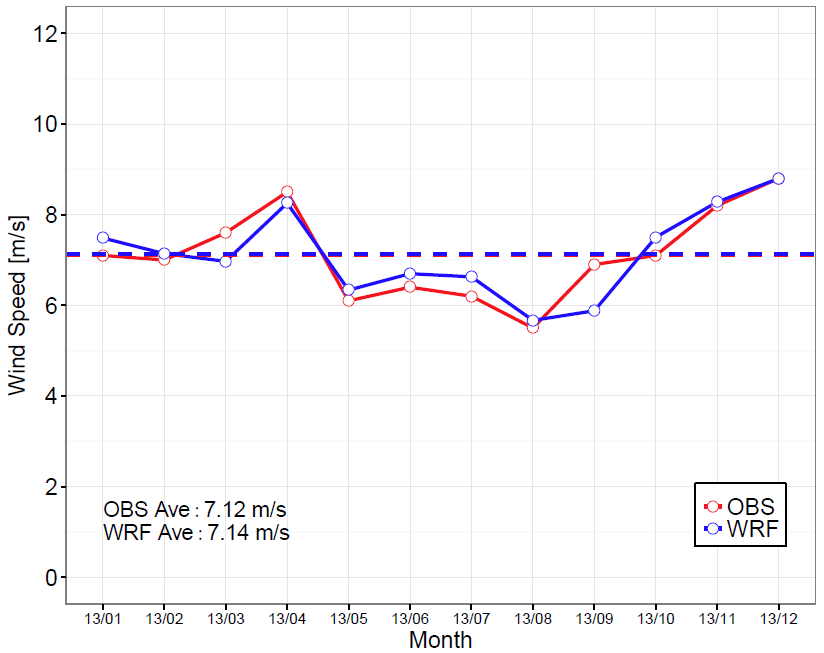 Wind Speed [m/s]
12
10
8
6
4
2
0
OBS Ave : 7.12 m/s
WRF Ave : 7.14 m/s
OBS
WRF
13/01 13/02 13/03 13/04 13/05 13/06 13/07 13/08 13/09 13/10 13/11 13/12
Month